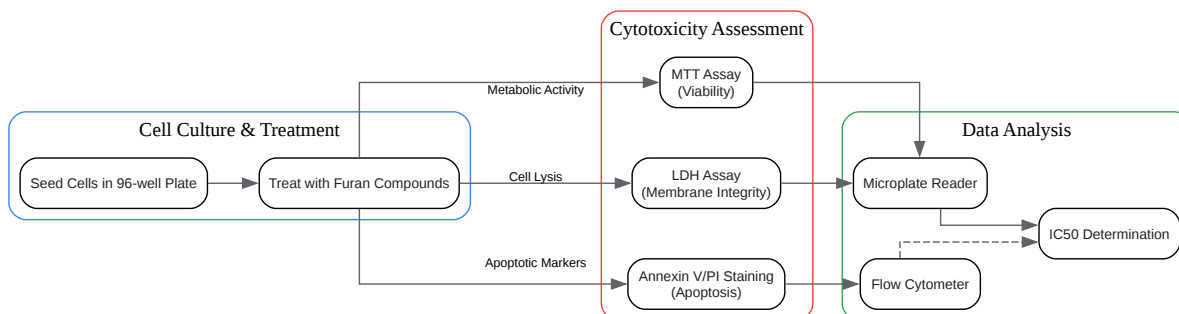 Cytotoxicity Assessment
MTT Assay
(Viability)
Metabolic Activity
Cell Culture & Treatment
Data Analysis
Seed Cells in 96-well Plate
Treat with Furan Compounds
Cell Lysis
LDH Assay
(Membrane Integrity)
Microplate Reader
IC50 Determination
Apoptotic Markers
Annexin V/PI Staining
(Apoptosis)
Flow Cytometer